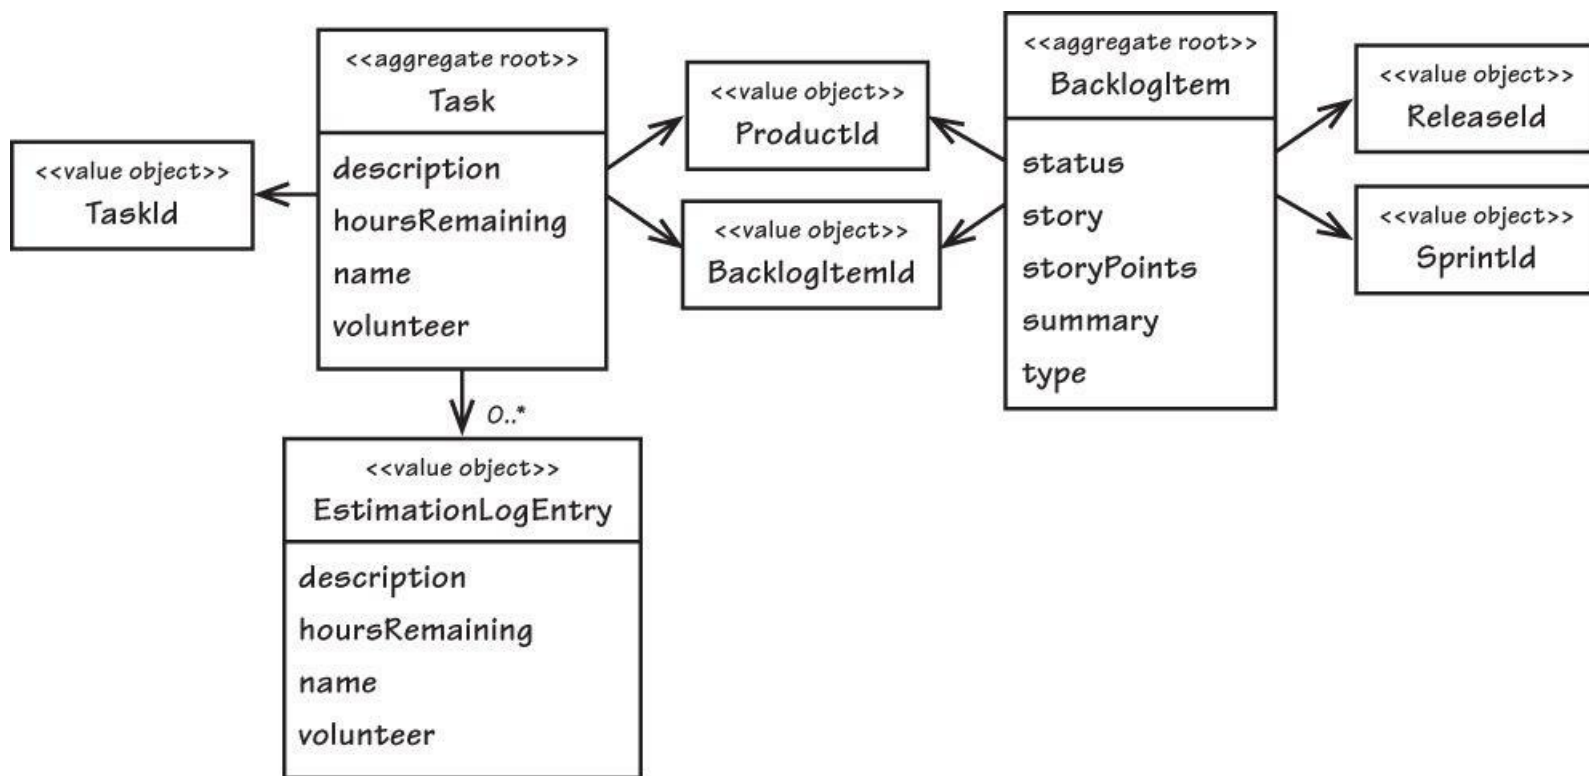 <<aggregate root>>
Task
description
hoursRemaining
name
volunteer
<<value object>>
TaskId
<<value object>>
ProductId
<<value object>>
BacklogItemId
<<aggregate root>>
BacklogItem
status
story
storyPoints
summary
type
<<value object>>
ReleaseId
<<value object>>
SprintId
0..*
<<value object>>
EstimationLogEntry
description
hoursRemaining
name
volunteer